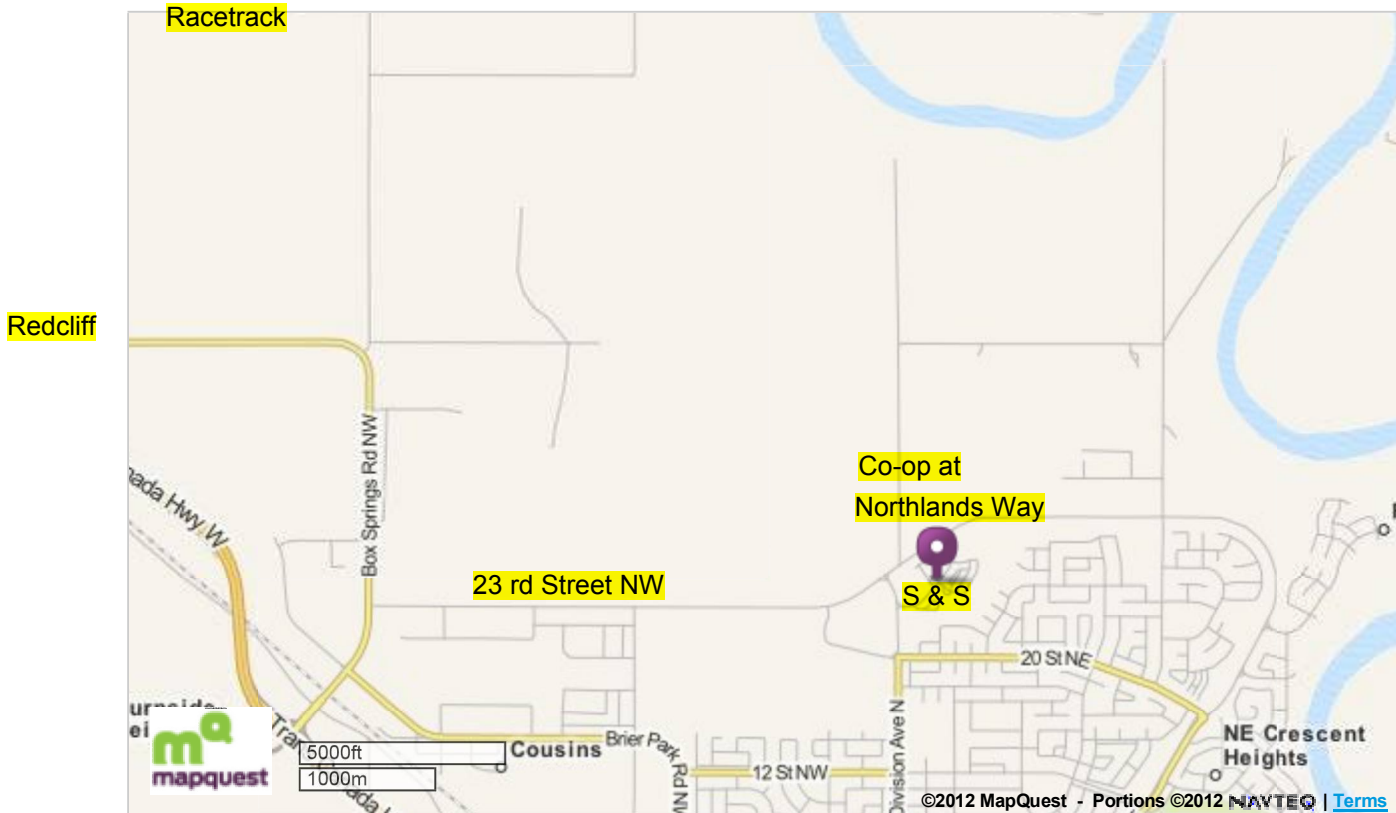 Racetrack
Redcliff
Box Springs Rd NW
nada Hwy W
Co-op at
Northlands Way
23 rd Street NW
S & S
20 St NE
mapquest
5000ft
1000m
Cousins
Brier Park Rd NW
12 St NW
Division Ave N
NE Crescent
Heights
©2012 MapQuest - Portions ©2012 NAVTEQ | Terms